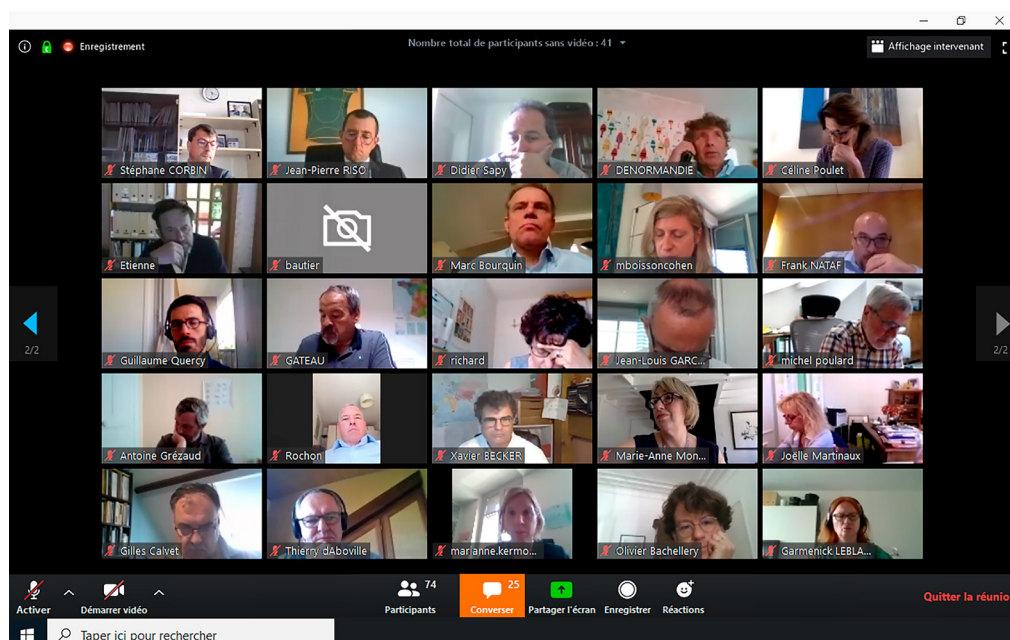 Enregistrement
Nombre total de participants sans vidéo : 41
Affichage intervenant
Stéphane CORBIN
Jean-Pierre RISO
Didier Sapy
DENORMANDIE
Céline Poulet
Etienne
bautier
Marc Bourquin
mboissoncohen
Frank NATAF
2/2
2/2
Guillaume Quercy
GATEAU
richard
Jean-Louis GARC...
michel poulard
Antoine Grézaud
Rochon
Xavier BECKER
Marie-Anne Mon...
Joëlle Martinaux
Gilles Calvet
Thierry dAboville
marianne.kermo...
Olivier Bachellery
Garmenick LEBLA...
74
25
Activer
Démarrer vidéo
Participants
Converser
Partager l'écran
Enregistrer
Réactions
Quitter la réunio
Taper ici pour rechercher